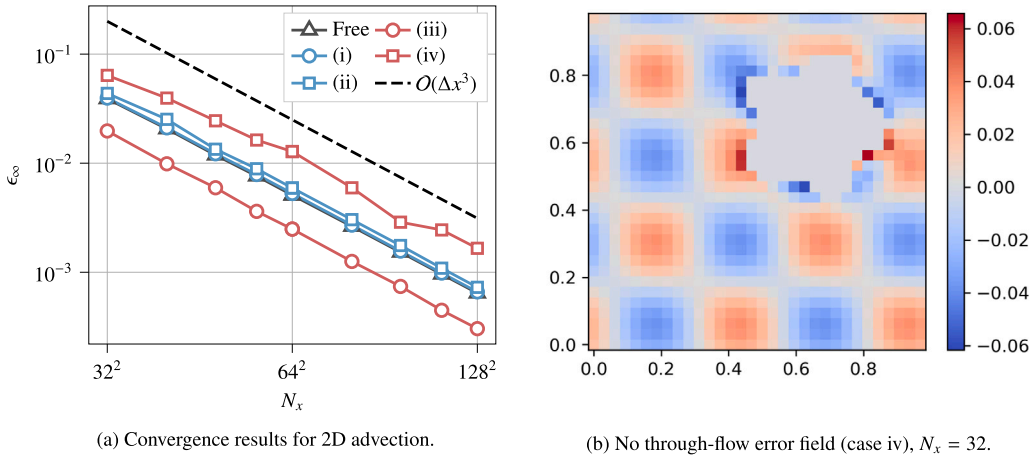 10⁻¹
10⁻²
10⁻³
ϵ∞
32²
64²
128²
Nₓ
Free
(i)
(ii)
(iii)
(iv)
O(Δx³)
(a) Convergence results for 2D advection.
0.8
0.6
0.4
0.2
0.0
0.0
0.2
0.4
0.6
0.8
0.06
0.04
0.02
0.00
−0.02
−0.04
−0.06
(b) No through-flow error field (case iv), Nₓ = 32.